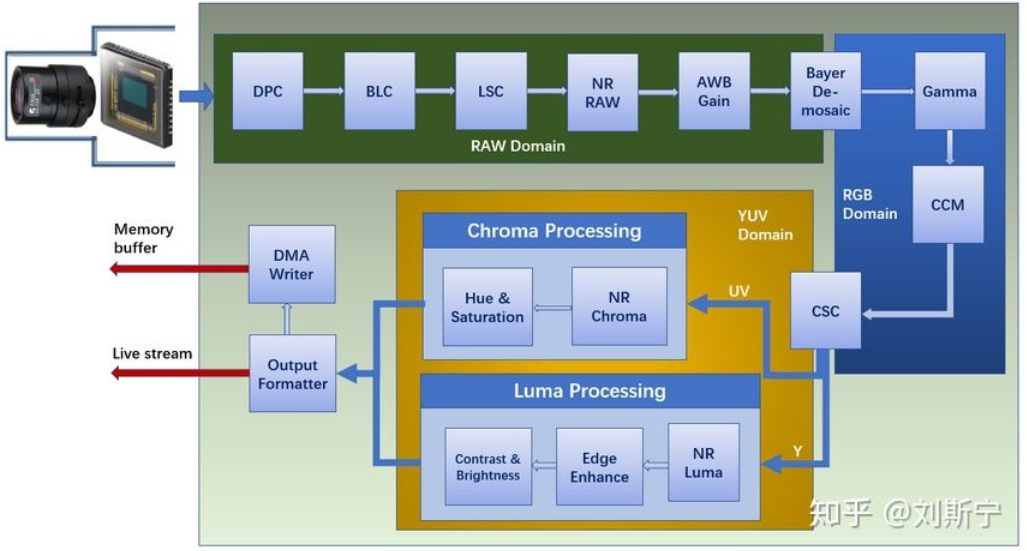 DPC
BLC
LSC
NR
RAW
AWB
Gain
Bayer
De-
mosaic
Gamma
RAW Domain
RGB
Domain
CCM
Memory
buffer
DMA
Writer
YUV
Domain
Chroma Processing
Hue &
Saturation
NR
Chroma
UV
CSC
Live stream
Output
Formatter
Luma Processing
Contrast &
Brightness
Edge
Enhance
NR
Luma
Y
知乎 @刘斯宁